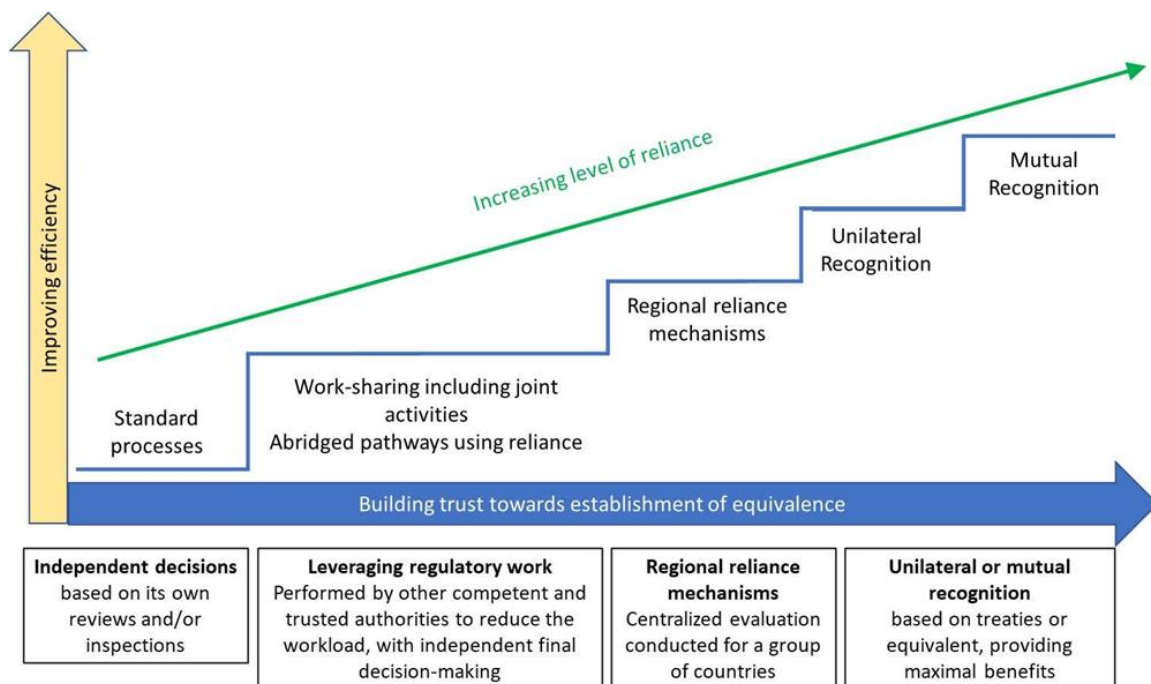 Improving efficiency
Increasing level of reliance
Mutual
Recognition
Unilateral
Recognition
Regional reliance
mechanisms
Work-sharing including joint
activities
Abridged pathways using reliance
Standard
processes
Building trust towards establishment of equivalence
Independent decisions
based on its own
reviews and/or
inspections
Leveraging regulatory work
Performed by other competent and
trusted authorities to reduce the
workload, with independent final
decision-making
Regional reliance
mechanisms
Centralized evaluation
conducted for a group
of countries
Unilateral or mutual
recognition
based on treaties or
equivalent, providing
maximal benefits